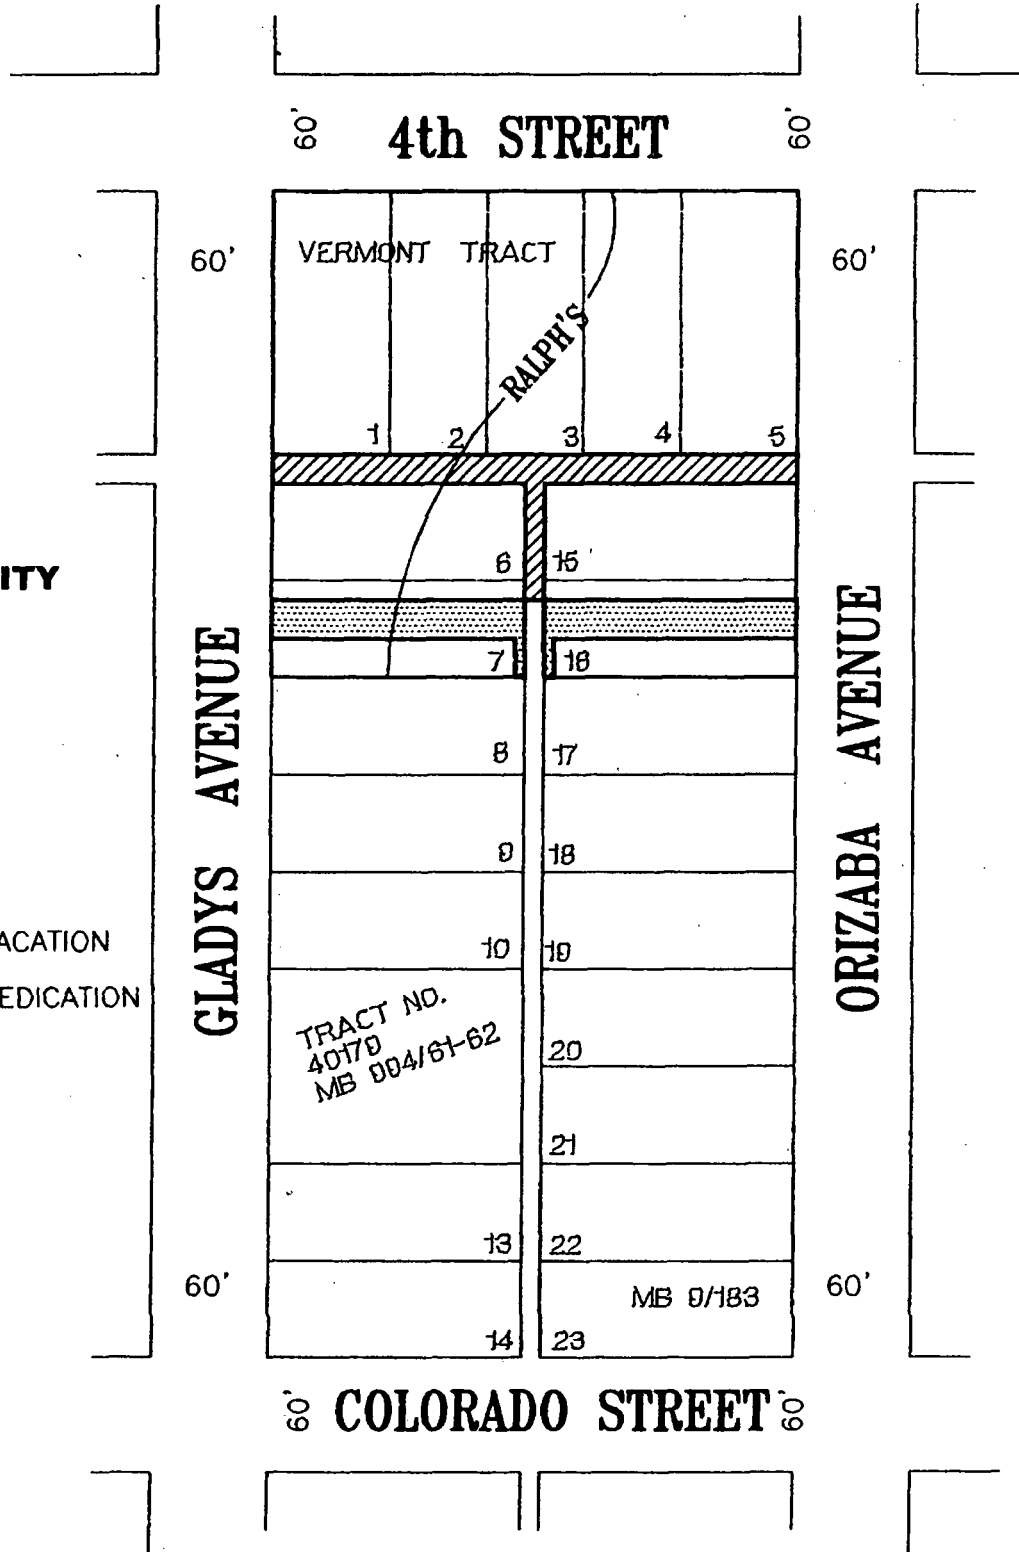 60'
60'
4th STREET
60'
60'
VERMONT TRACT
RALPH'S
1
2
3
4
5
6
15
ITY
7
16
GLADYS AVENUE
ORIZABA AVENUE
8
17
9
18
ACATION
10
19
EDICATION
TRACT NO.
40170
MB 994/61-62
20
21
13
22
60'
60'
MB 9/183
14
23
60'
COLORADO STREET
60'